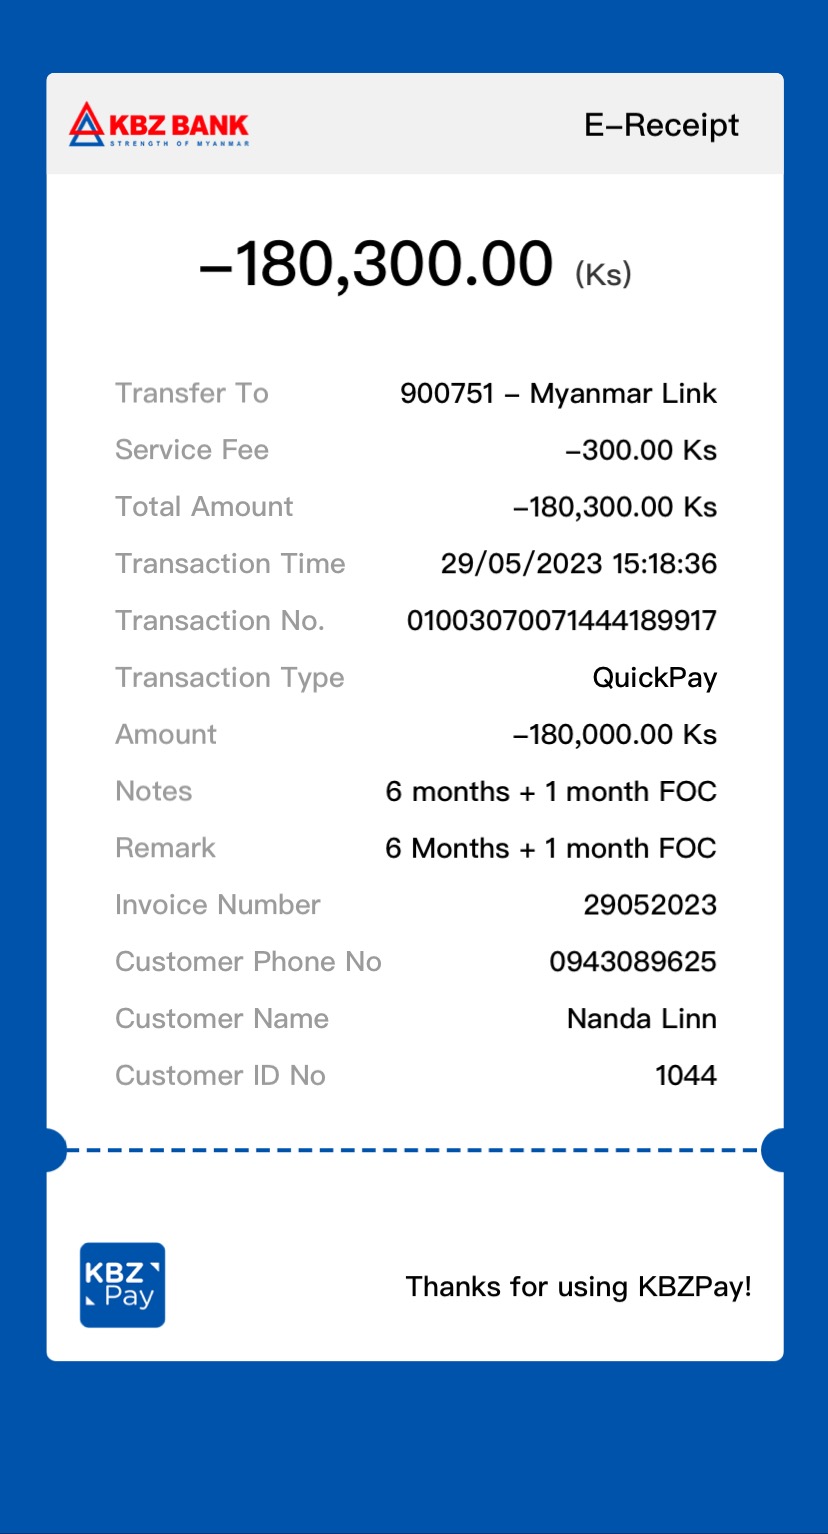 KBZ BANK
STRENGTH OF MYANMAR
E-Receipt
-180,300.00 (Ks)
Transfer To 900751 - Myanmar Link
Service Fee -300.00 Ks
Total Amount -180,300.00 Ks
Transaction Time 29/05/2023 15:18:36
Transaction No. 01003070071444189917
Transaction Type QuickPay
Amount -180,000.00 Ks
Notes 6 months + 1 month FOC
Remark 6 Months + 1 month FOC
Invoice Number 29052023
Customer Phone No 0943089625
Customer Name Nanda Linn
Customer ID No 1044
KBZ
Pay
Thanks for using KBZPay!